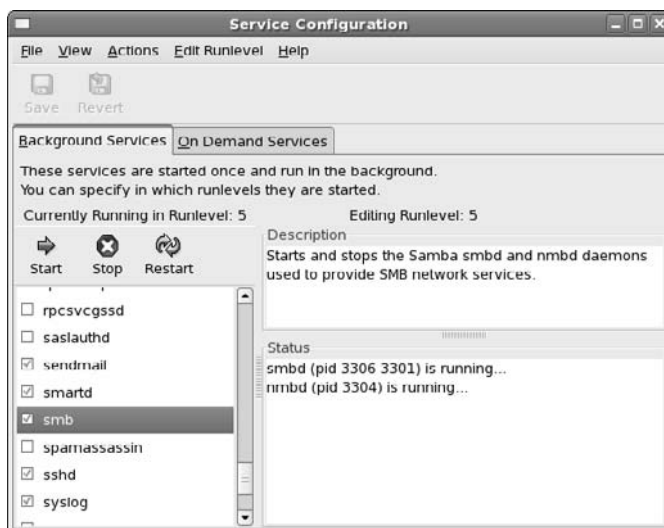 Service Configuration
File View Actions Edit Runlevel Help
Save Revert
Background Services On Demand Services
These services are started once and run in the background.
You can specify in which runlevels they are started.
Currently Running in Runlevel: 5 Editing Runlevel: 5
Start Stop Restart
rpcsvcgssd
saslauthd
sendmail
smartd
smb
spamassassin
sshd
syslog
Description
Starts and stops the Samba smbd and nmbd daemons
used to provide SMB network services.
Status
smbd (pid 3306 3301) is running...
nmbd (pid 3304) is running...